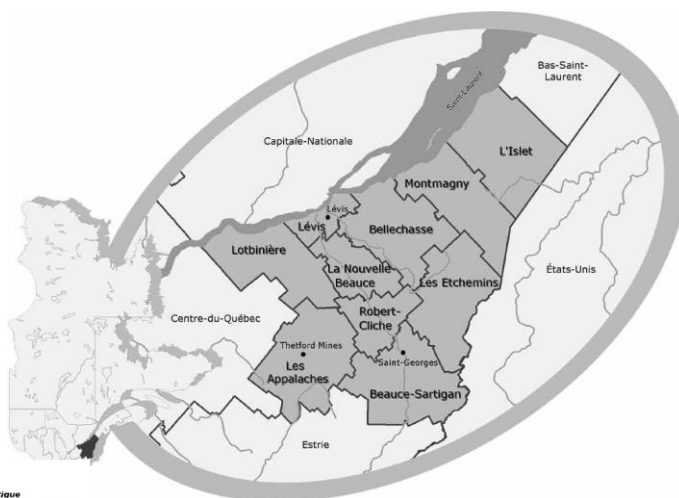 Bas-Saint-
Laurent
Saint-Laurent
Capitale-Nationale
L'Islet
Montmagny
Lévis
Lévis
Bellechasse
Lotbinière
La Nouvelle-
Beauce
Les Etchemins
États-Unis
Centre-du-Québec
Robert-
Cliche
Thetford Mines
Les
Appalaches
Saint-Georges
Beauce-Sartigan
Estrie